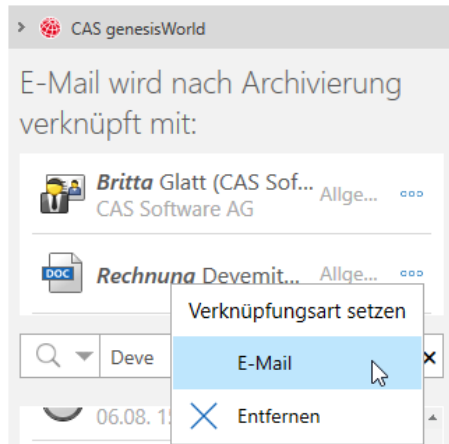 CAS genesisWorld
E-Mail wird nach Archivierung
verknüpft mit:
Britta Glatt (CAS Sof... Allge...
CAS Software AG
DOC Rechnung Devemit... Allge...
Verknüpfungsart setzen
Deve
E-Mail
06.08. 1
Entfernen